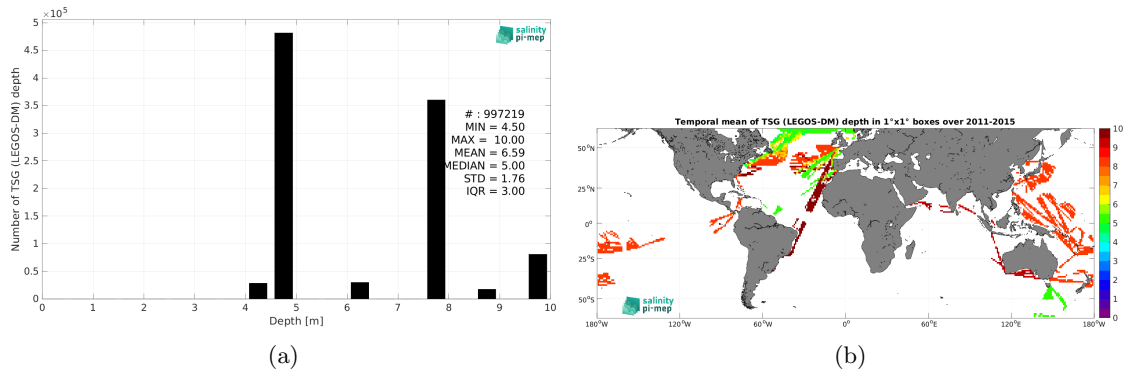 ×10⁵
5
4.5
4
3.5
3
2.5
2
1.5
1
0.5
0
Number of TSG (LEGOS-DM) depth
salinity
pi-mep
# : 997219
MIN = 4.50
MAX = 10.00
MEAN = 6.59
MEDIAN = 5.00
STD = 1.76
IQR = 3.00
0 1 2 3 4 5 6 7 8 9 10
Depth [m]
(a)
Temporal mean of TSG (LEGOS-DM) depth in 1°x1° boxes over 2011-2015
50°N
25°N
0°
25°S
50°S
salinity
pi-mep
180°W 120°W 60°W 0° 60°E 120°E 180°W
10
9
8
7
6
5
4
3
2
1
0
(b)